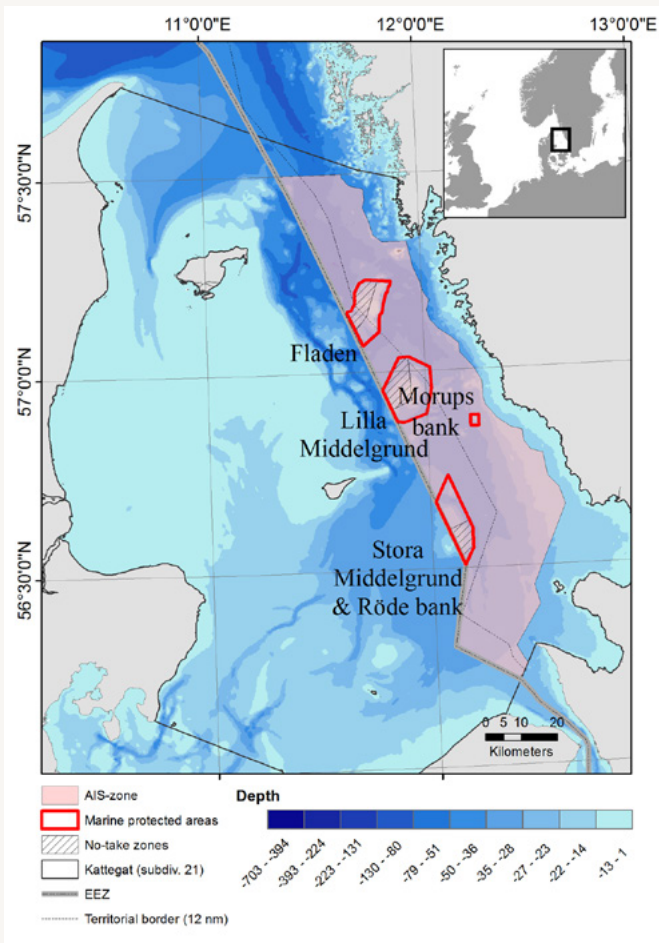 11°0'0"E
12°0'0"E
13°0'0"E
57°30'0"N
57°0'0"N
56°30'0"N
Fladen
Morups
bank
Lilla
Middelgrund
Stora
Middelgrund
& Röde bank
0 5 10 20
Kilometers
AIS-zone
Marine protected areas
No-take zones
Kattegat (subdiv. 21)
EEZ
Territorial border (12 nm)
Depth
-703 - -394
-393 - -224
-223 - -131
-130 - -80
-79 - -51
-50 - -36
-35 - -28
-27 - -23
-22 - -14
-13 - 1